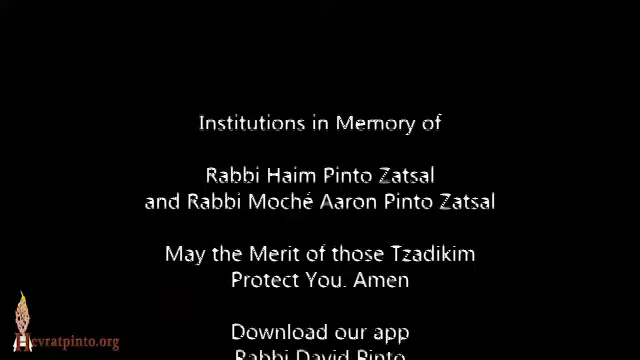 Institutions in Memory of
Rabbi Haim Pinto Zatsal
and Rabbi Moché Aaron Pinto Zatsal
May the Merit of those Tzadikim
Protect You. Amen
Download our app
Rabbi David Pinto
Hevratpinto.org